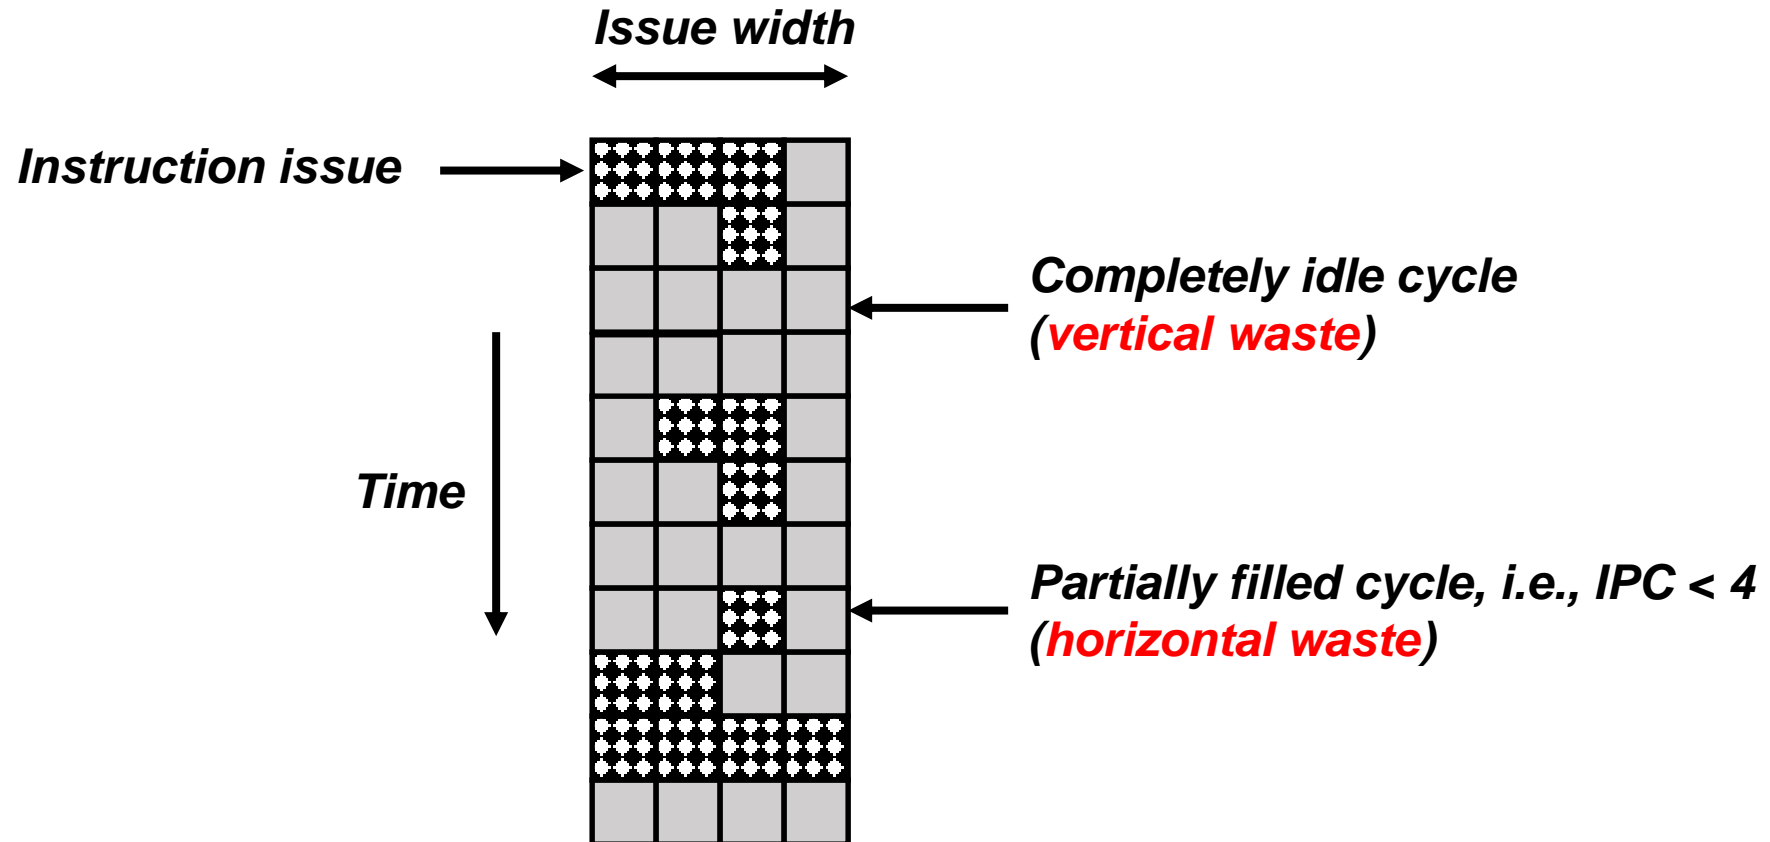 Issue width
Instruction issue
Completely idle cycle
(vertical waste)
Time
Partially filled cycle, i.e., IPC < 4
(horizontal waste)